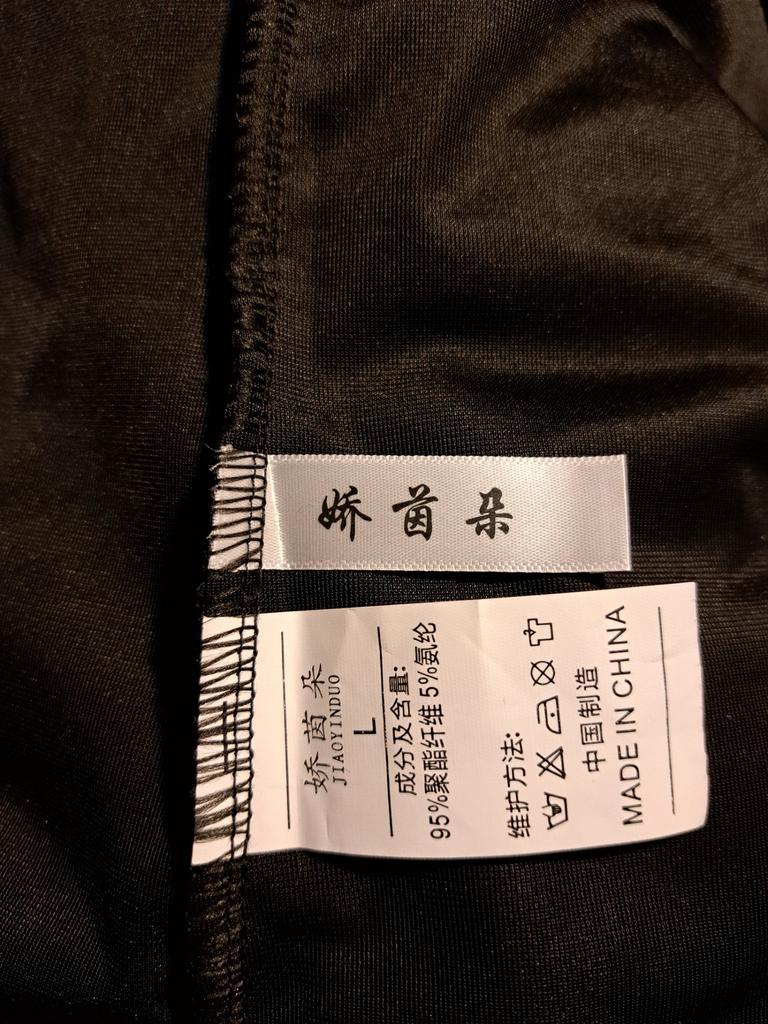 娇茵朵
娇茵朵
JIAOYINDUO
L
成分及含量:
95%聚酯纤维 5%氨纶
维护方法:
中国制造
MADE IN CHINA